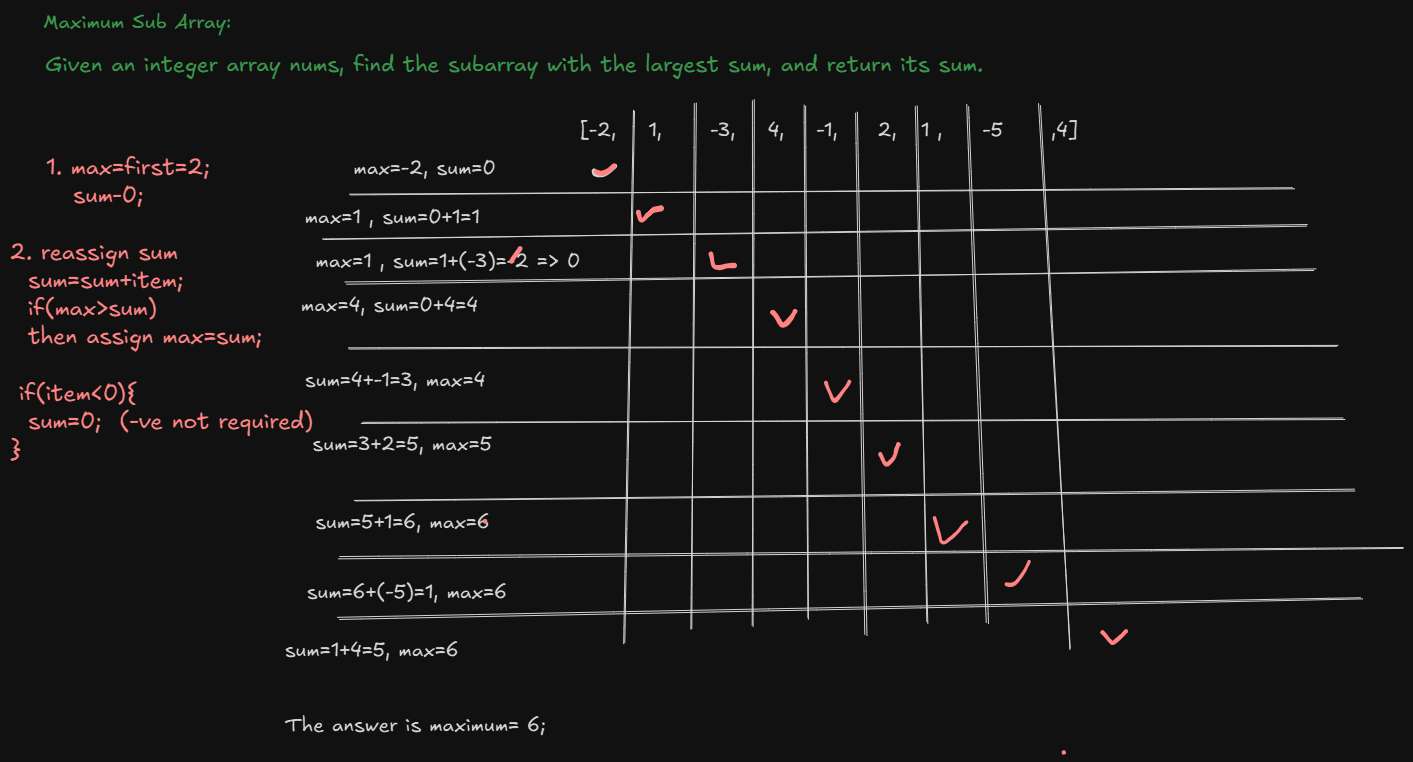 Maximum Sub Array:
Given an integer array nums, find the subarray with the largest sum, and return its sum.
[-2, 1, -3, 4, -1, 2, 1 , -5 ,4]
1. max=first=2;
sum-0;
2. reassign sum
sum=sum+item;
if(max>sum)
then assign max=sum;
if(item<0){
sum=0; (-ve not required)
}
max=-2, sum=0
max=1 , sum=0+1=1
max=1 , sum=1+(-3)=-2 => 0
max=4, sum=0+4=4
sum=4+-1=3, max=4
sum=3+2=5, max=5
sum=5+1=6, max=6
sum=6+(-5)=1, max=6
sum=1+4=5, max=6
The answer is maximum= 6;